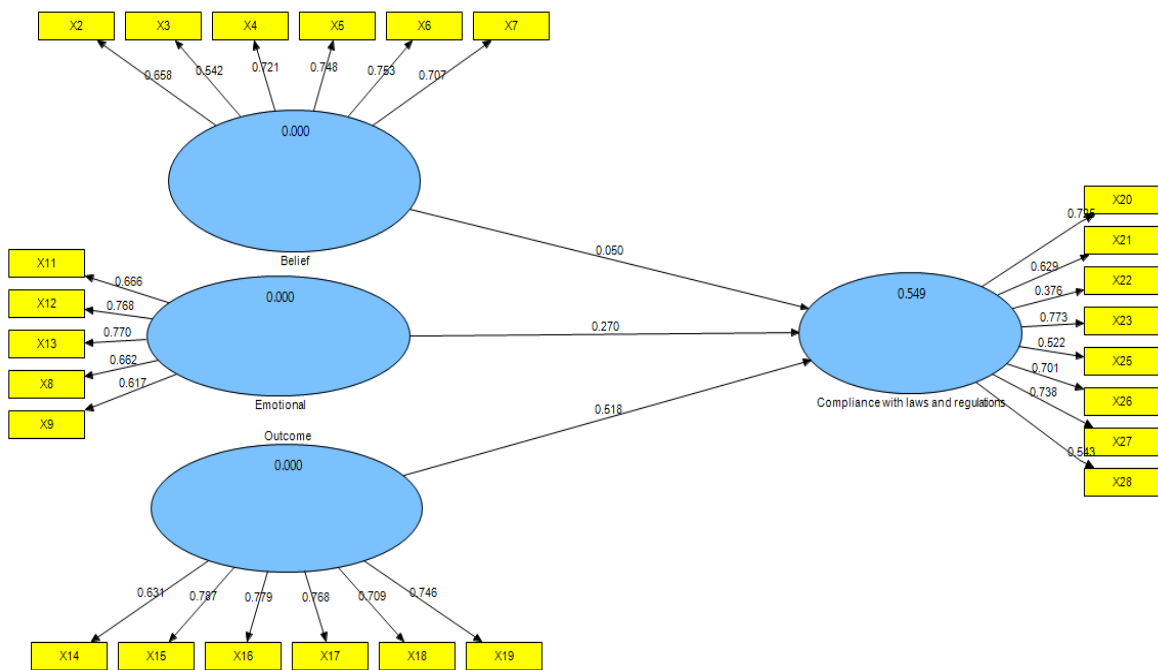 X2 X3 X4 X5 X6 X7
0.658 0.542 0.721 0.748 0.753 0.707
0.000
Belief
0.050
X11
0.666
X12
0.768
X13
0.770
X8
0.662
X9
0.617
0.000
Emotional
0.270
Outcome
0.000
0.518
0.631 0.787 0.779 0.768 0.709 0.746
X14 X15 X16 X17 X18 X19
0.549
Compliance with laws and regulations
0.725
X20
0.629
X21
0.376
X22
0.773
X23
0.522
X25
0.701
X26
0.738
X27
0.543
X28